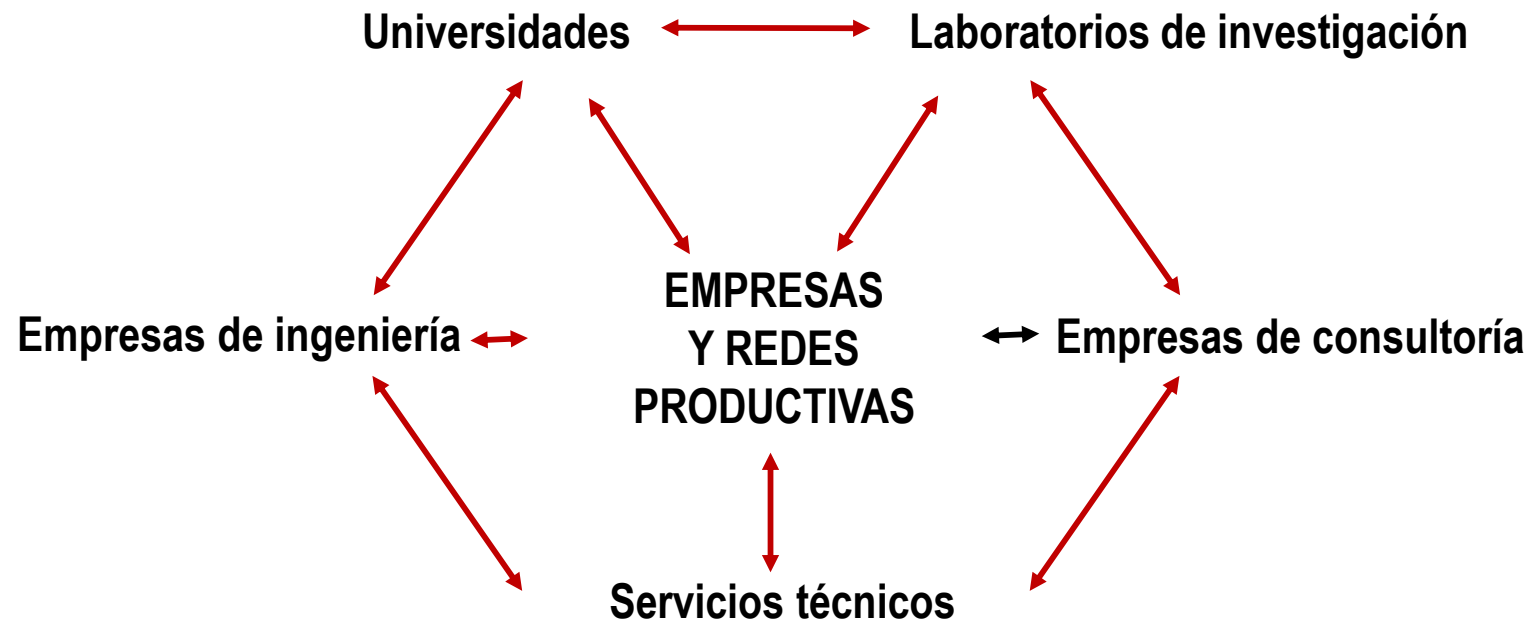 Universidades
Laboratorios de investigación
EMPRESAS
Y REDES
PRODUCTIVAS
Empresas de ingeniería
Empresas de consultoría
Servicios técnicos